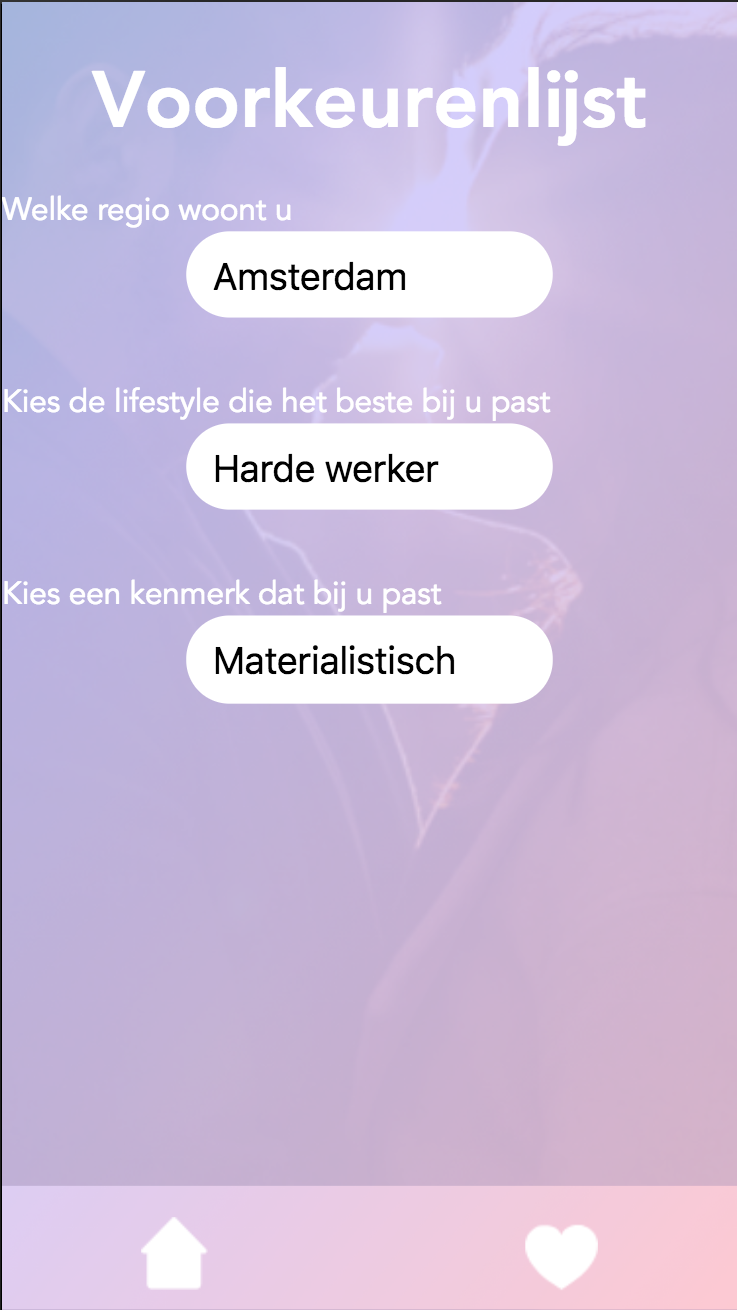 Voorkeurenlijst
Welke regio woont u
Amsterdam
Kies de lifestyle die het beste bij u past
Harde werker
Kies een kenmerk dat bij u past
Materialistisch